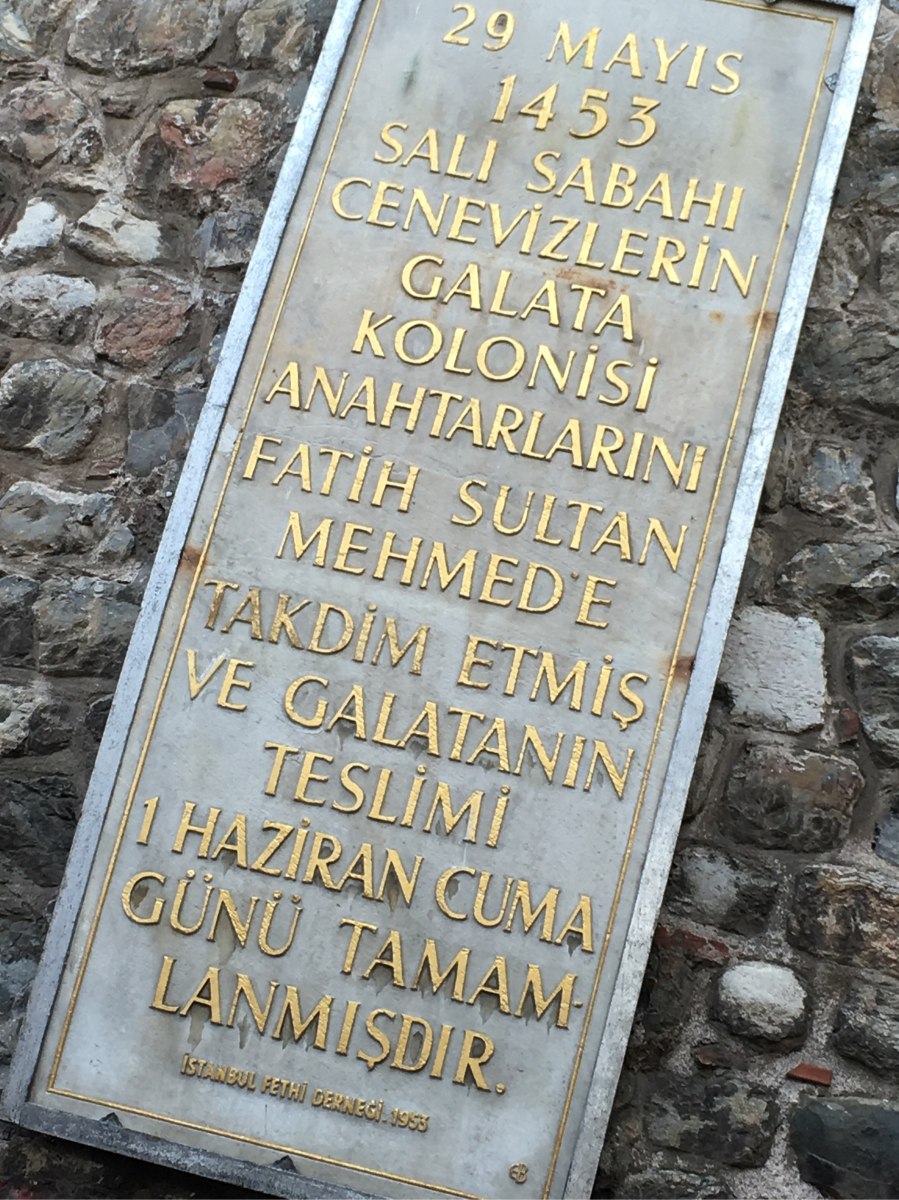 29 MAYIS
1453
SALI SABAHI
CENEVİZLERİN
GALATA
KOLONİSİ
ANAHTARLARINI
FATİH SULTAN
MEHMED'E
TAKDİM ETMİŞ
VE GALATANIN
TESLİMİ
1 HAZİRAN CUMA
GÜNÜ TAMAM-
LANMIŞDIR.
İSTANBUL FETHİ DERNEĞİ.1953